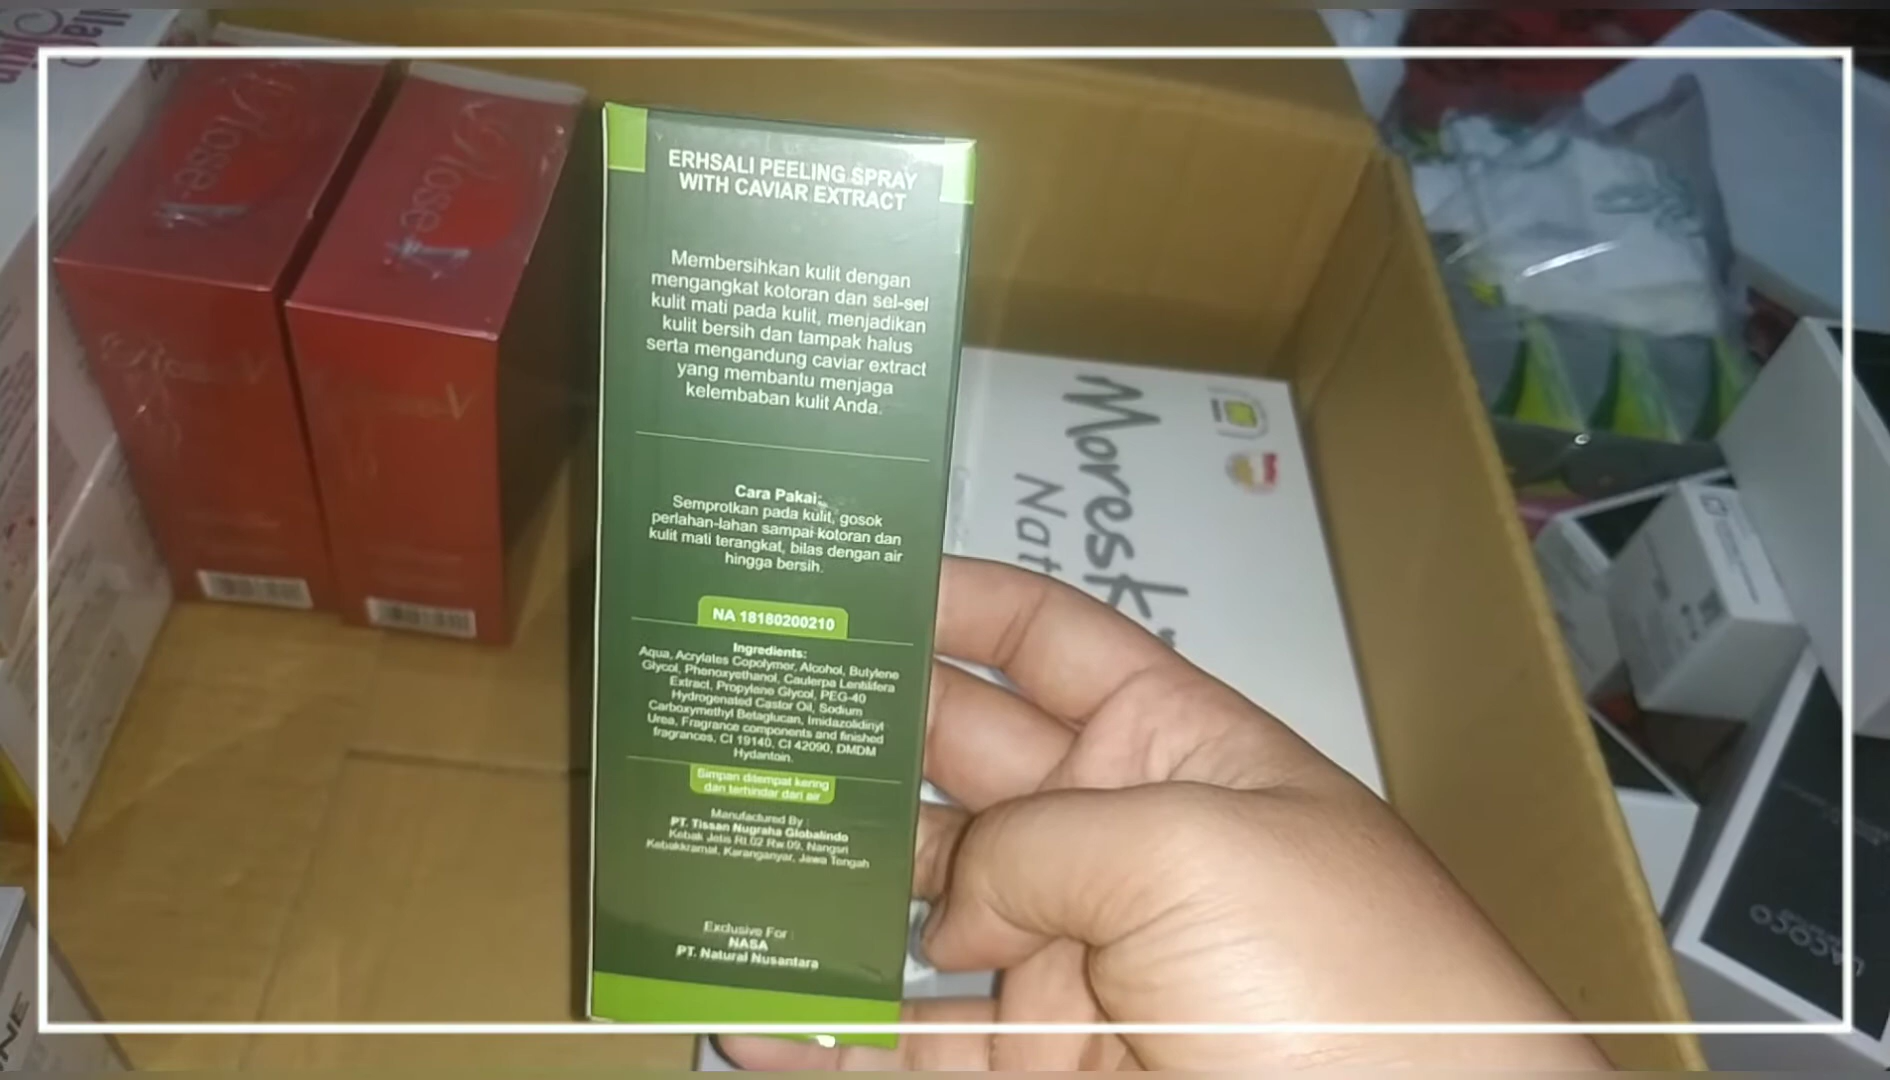 ERHSALI PEELING SPRAY
WITH CAVIAR EXTRACT
Membersihkan kulit dengan
mengangkat kotoran dan sel-sel
kulit mati pada kulit, menjadikan
kulit bersih dan tampak halus
serta mengandung caviar extract
yang membantu menjaga
kelembaban kulit Anda.
Cara Pakai:
Semprotkan pada kulit, gosok
perlahan-lahan sampai kotoran dan
kulit mati terangkat, bilas dengan air
hingga bersih.
NA 18180200210
Ingredients:
Aqua, Acrylates Copolymer, Alcohol, Butylene
Glycol, Phenoxyethanol, Caulerpa Lentilifera
Extract, Propylene Glycol, PEG-40
Hydrogenated Castor Oil, Sodium
Carboxymethyl Betaglucan, Imidazolidinyl
Urea, Fragrance components and finished
fragrances, CI 19140, CI 42090, DMDM
Hydantoin.
Simpan ditempat kering
dan terhindar dari air
Manufactured By :
PT. Tissan Nugraha Globalindo
Kebak Jetis Rt.02 Rw.09, Nangsri
Kebakkramat, Karanganyar, Jawa Tengah
Exclusive For :
NASA
PT. Natural Nusantara
Rose-V
Rose-V
Moresk
Nat